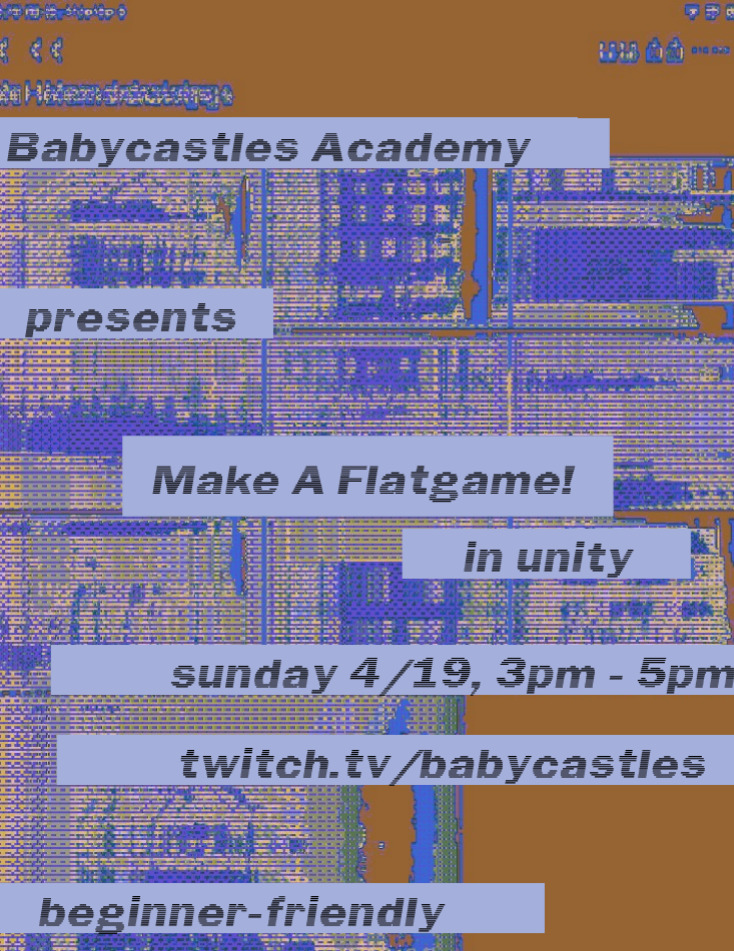 Babycastles Academy
presents
Make A Flatgame!
in unity
sunday 4/19, 3pm - 5pm
twitch.tv/babycastles
beginner-friendly